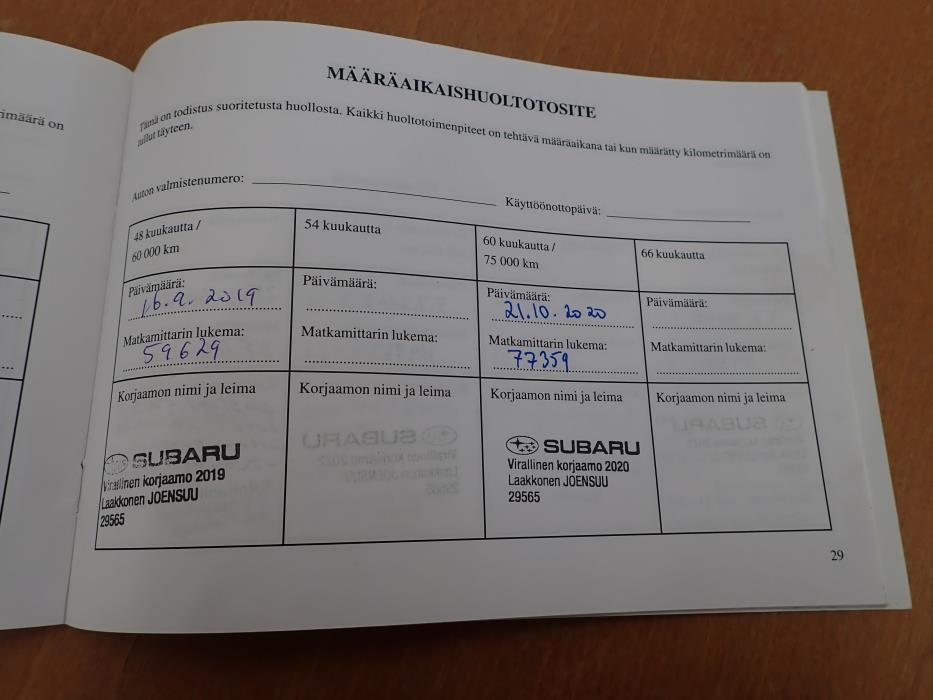 imäärä on
MÄÄRÄAIKAISHUOLTOTOSITE
Tämä on todistus suoritetusta huollosta. Kaikki huoltotoimenpiteet on tehtävä määräaikana tai kun määrätty kilometrimäärä on
tullut täyteen.
Auton valmistenumero:
Käyttöönottopäivä:
48 kuukautta /
60 000 km
Päivämäärä:
16.9.2019
Matkamittarin lukema:
59629
Korjaamon nimi ja leima
SUBARU
Virallinen korjaamo 2019
Laakkonen JOENSUU
29565
54 kuukautta
Päivämäärä:
Matkamittarin lukema:
Korjaamon nimi ja leima
60 kuukautta /
75 000 km
Päivämäärä:
21.10.2020
Matkamittarin lukema:
77359
Korjaamon nimi ja leima
SUBARU
Virallinen korjaamo 2020
Laakkonen JOENSUU
29565
66 kuukautta
Päivämäärä:
Matkamittarin lukema:
Korjaamon nimi ja leima
29